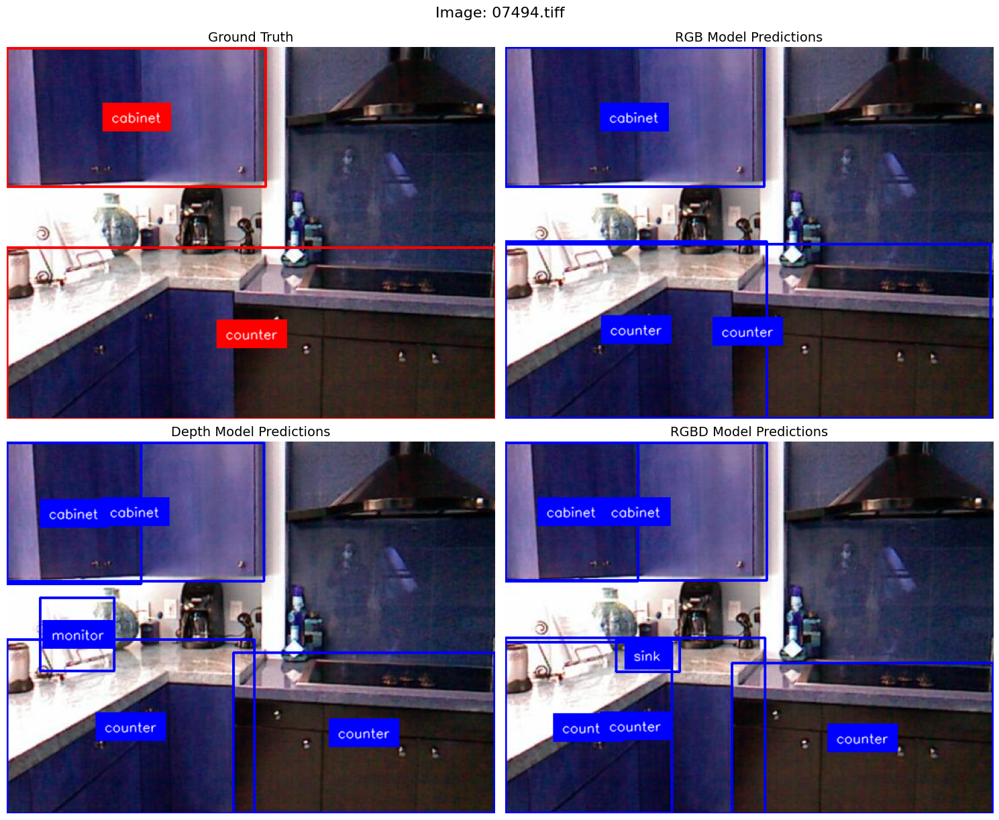 Image: 07494.tiff
Ground Truth
RGB Model Predictions
cabinet
counter
cabinet
counter
counter
Depth Model Predictions
RGBD Model Predictions
cabinet
cabinet
monitor
counter
counter
cabinet
cabinet
sink
count
counter
counter